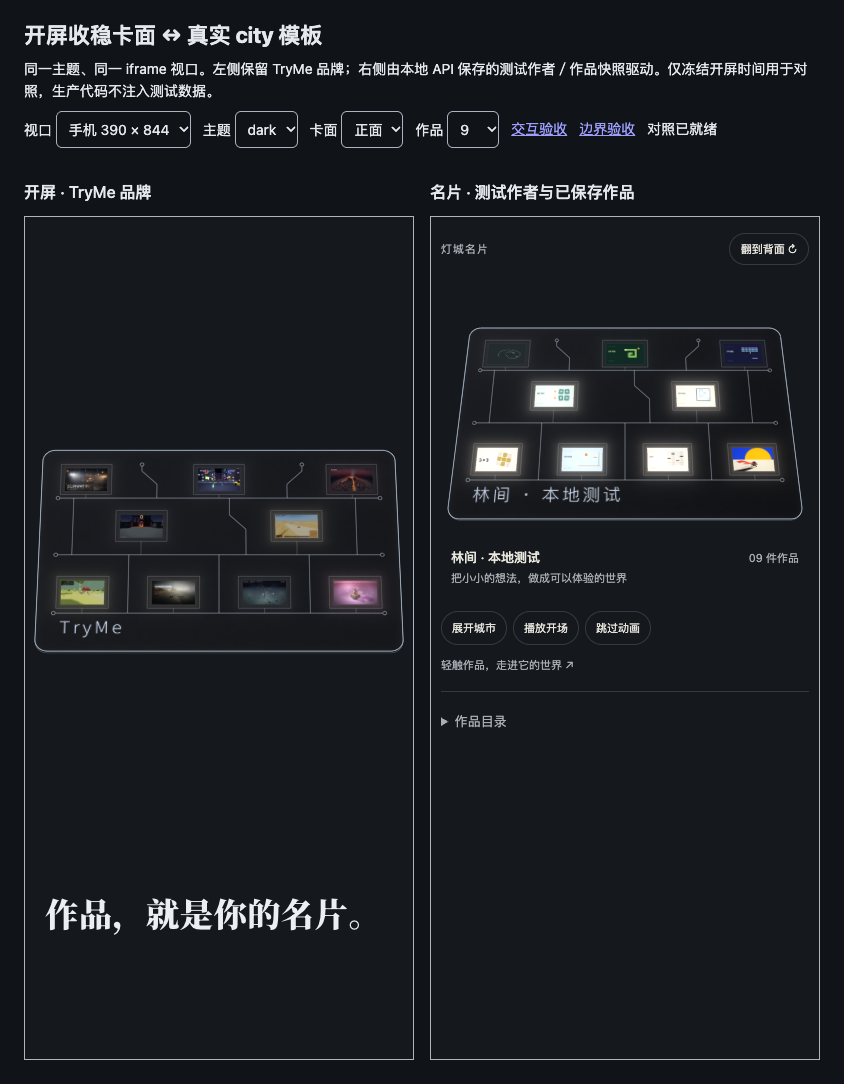 开屏收稳卡面 ↔ 真实 city 模板
同一主题、同一 iframe 视口。左侧保留 TryMe 品牌；右侧由本地 API 保存的测试作者 / 作品快照驱动。仅冻结开屏时间用于对
照，生产代码不注入测试数据。
视口 手机 390 × 844 主题 dark 卡面 正面 作品 9 交互验收 边界验收 对照已就绪
开屏 · TryMe 品牌
TryMe
作品，就是你的名片。
名片 · 测试作者与已保存作品
灯城名片 翻到背面 ↻
林间 · 本地测试
林间 · 本地测试 09 件作品
把小小的想法，做成可以体验的世界
展开城市 播放开场 跳过动画
轻触作品，走进它的世界 ↗
▶ 作品目录